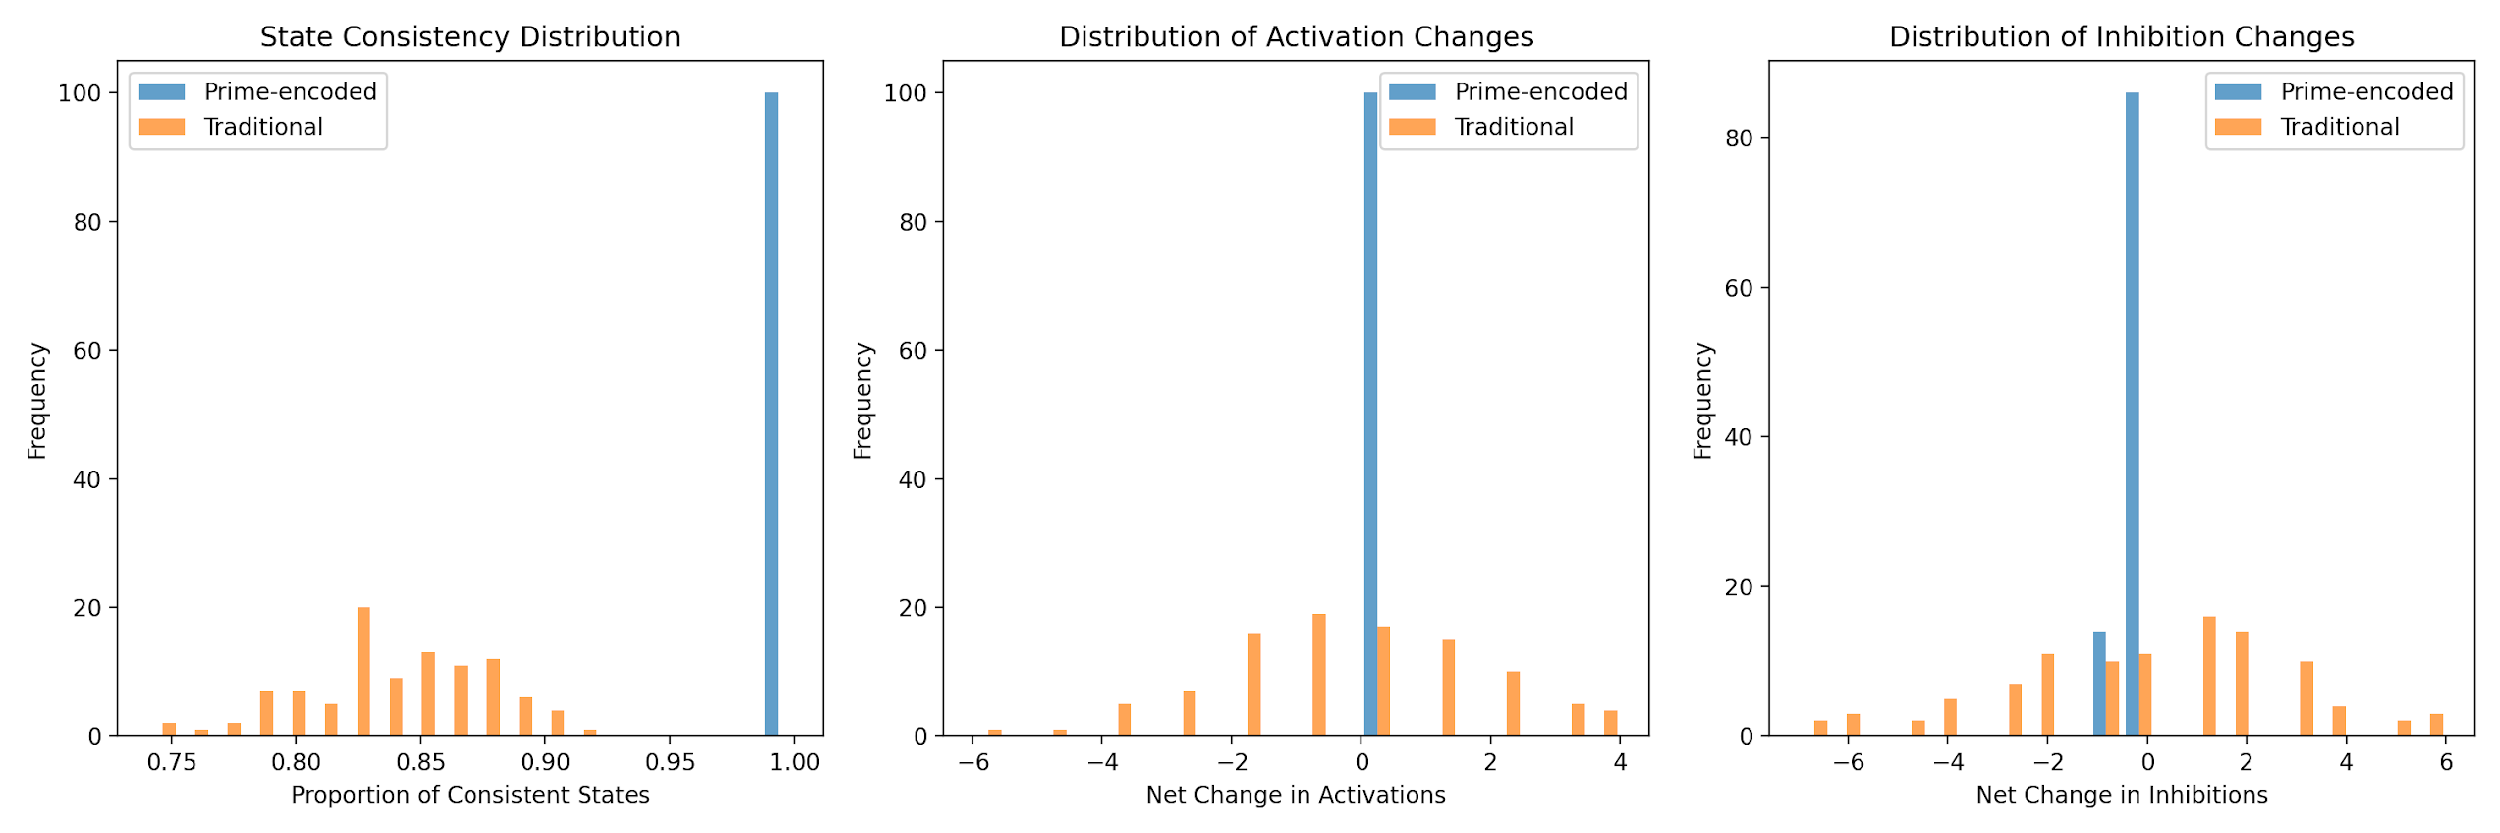 State Consistency Distribution
Prime-encoded
Traditional
100
80
60
40
20
0
Frequency
0.75 0.80 0.85 0.90 0.95 1.00
Proportion of Consistent States
Distribution of Activation Changes
Prime-encoded
Traditional
100
80
60
40
20
0
Frequency
−6 −4 −2 0 2 4
Net Change in Activations
Distribution of Inhibition Changes
Prime-encoded
Traditional
80
60
40
20
0
Frequency
−6 −4 −2 0 2 4 6
Net Change in Inhibitions